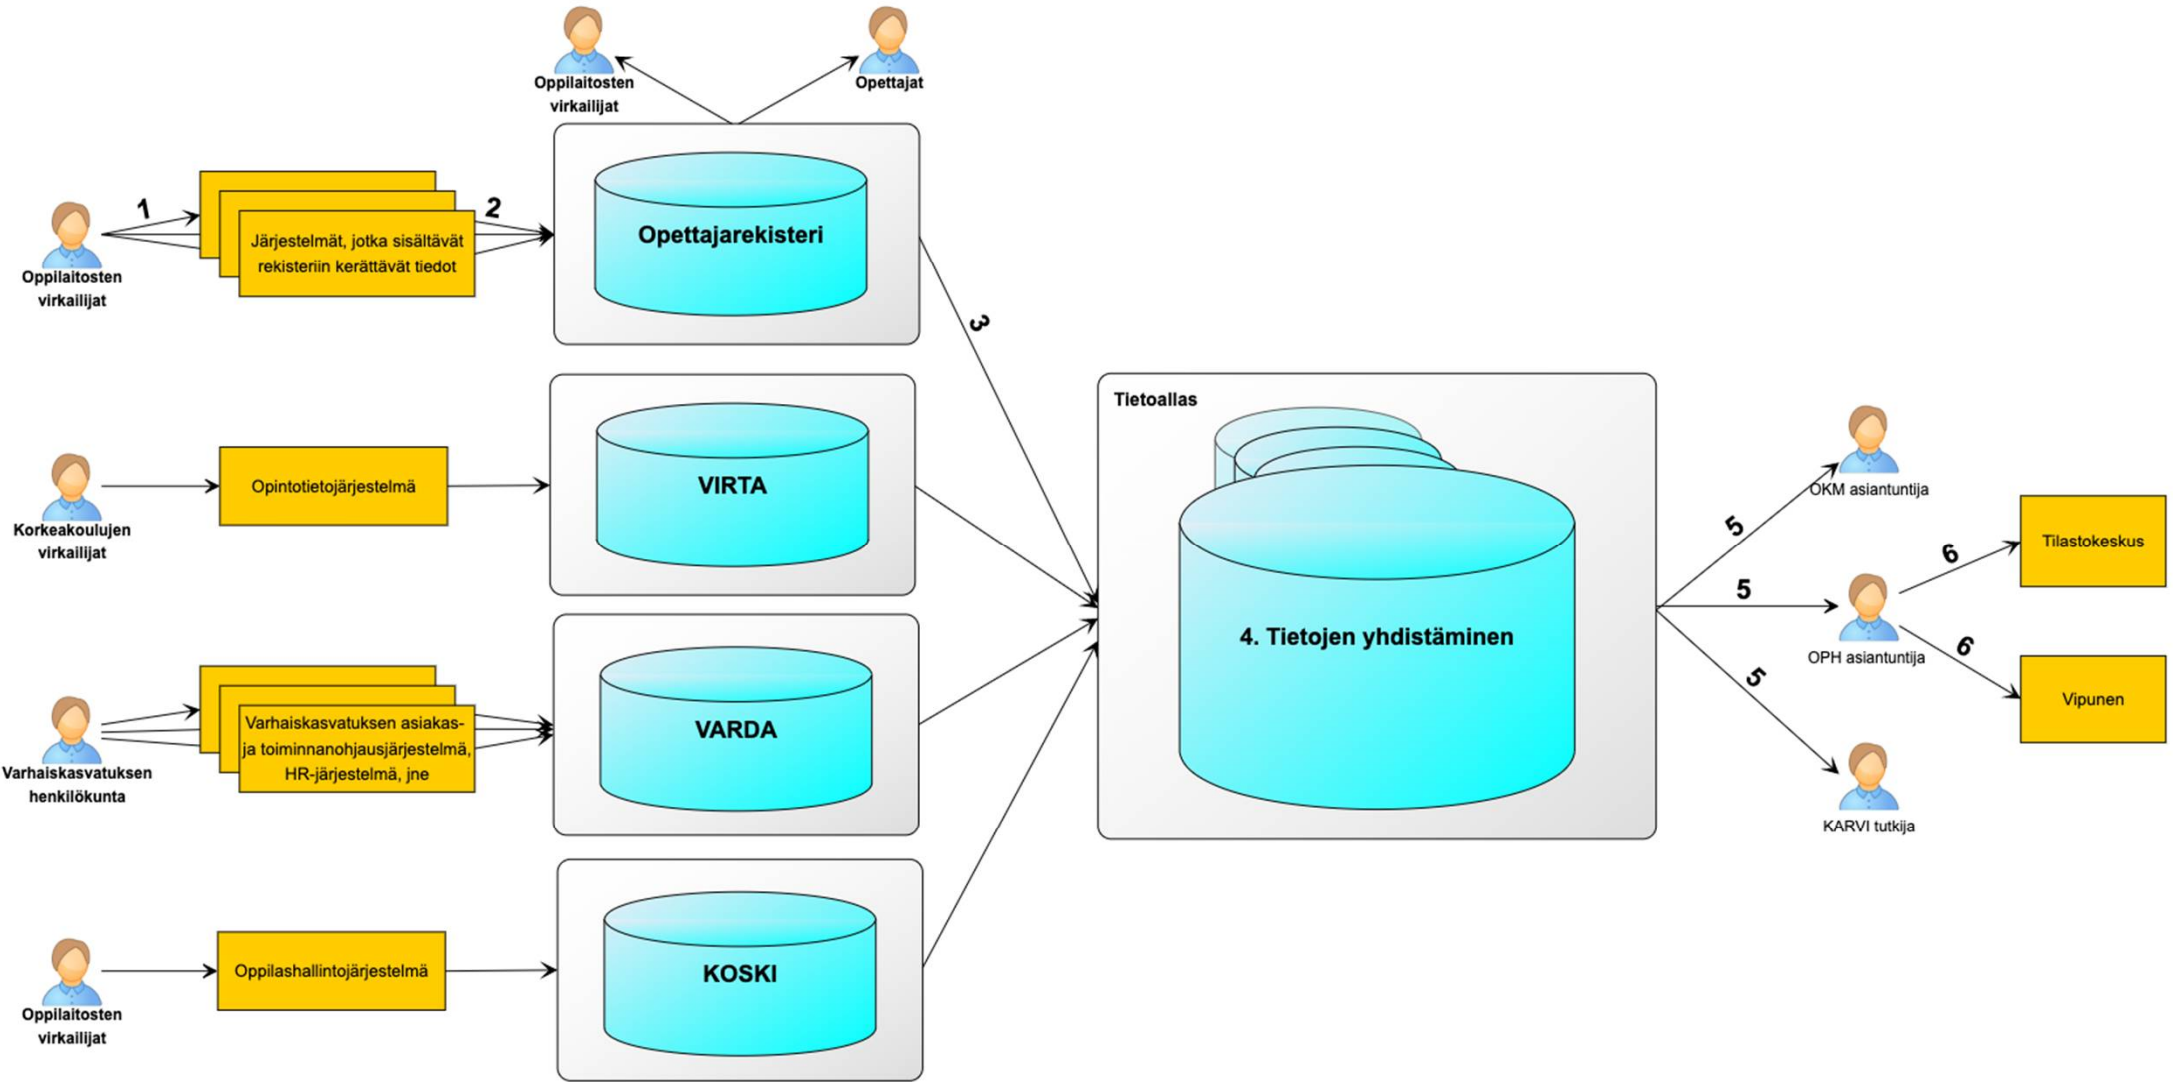 Oppilaitosten
virkailijat
Opettajat
1
2
Järjestelmät, jotka sisältävät
rekisteriin kerättävät tiedot
Oppilaitosten
virkailijat
Opettajarekisteri
3
Opintotietojärjestelmä
Korkeakoulujen
virkailijat
VIRTA
Varhaiskasvatuksen asiakas-
ja toiminnanohjausjärjestelmä,
HR-järjestelmä, jne
Varhaiskasvatuksen
henkilökunta
VARDA
Oppilashallintojärjestelmä
Oppilaitosten
virkailijat
KOSKI
Tietoallas
4. Tietojen yhdistäminen
5
OKM asiantuntija
5
OPH asiantuntija
5
KARVI tutkija
6
Tilastokeskus
6
Vipunen